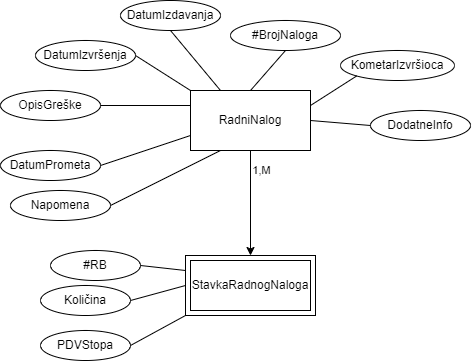 DatumIzdavanja
#BrojNaloga
DatumIzvršenja
KometarIzvršioca
OpisGreške
RadniNalog
DodatneInfo
DatumPrometa
1,M
Napomena
#RB
StavkaRadnogNaloga
Količina
PDVStopa